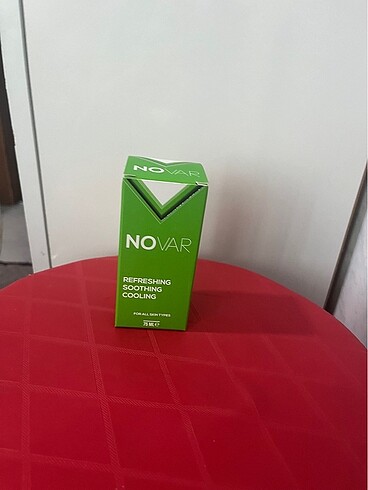 NOVAR
NOVAR
REFRESHING
SOOTHING
COOLING
FOR ALL SKIN TYPES
75 ML ℮